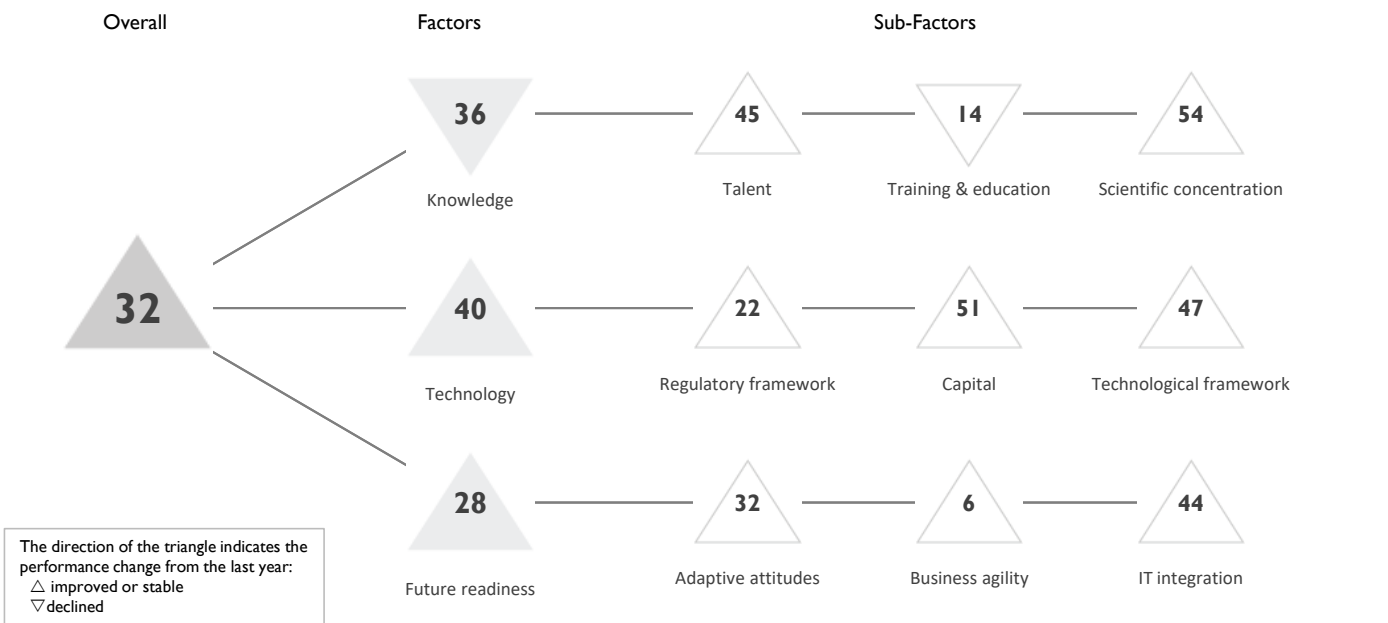 Overall
Factors
Sub-Factors
36
45
14
54
Knowledge
Talent
Training & education
Scientific concentration
32
40
22
51
47
Technology
Regulatory framework
Capital
Technological framework
28
32
6
44
Future readiness
Adaptive attitudes
Business agility
IT integration
The direction of the triangle indicates the
performance change from the last year:
△ improved or stable
▽ declined